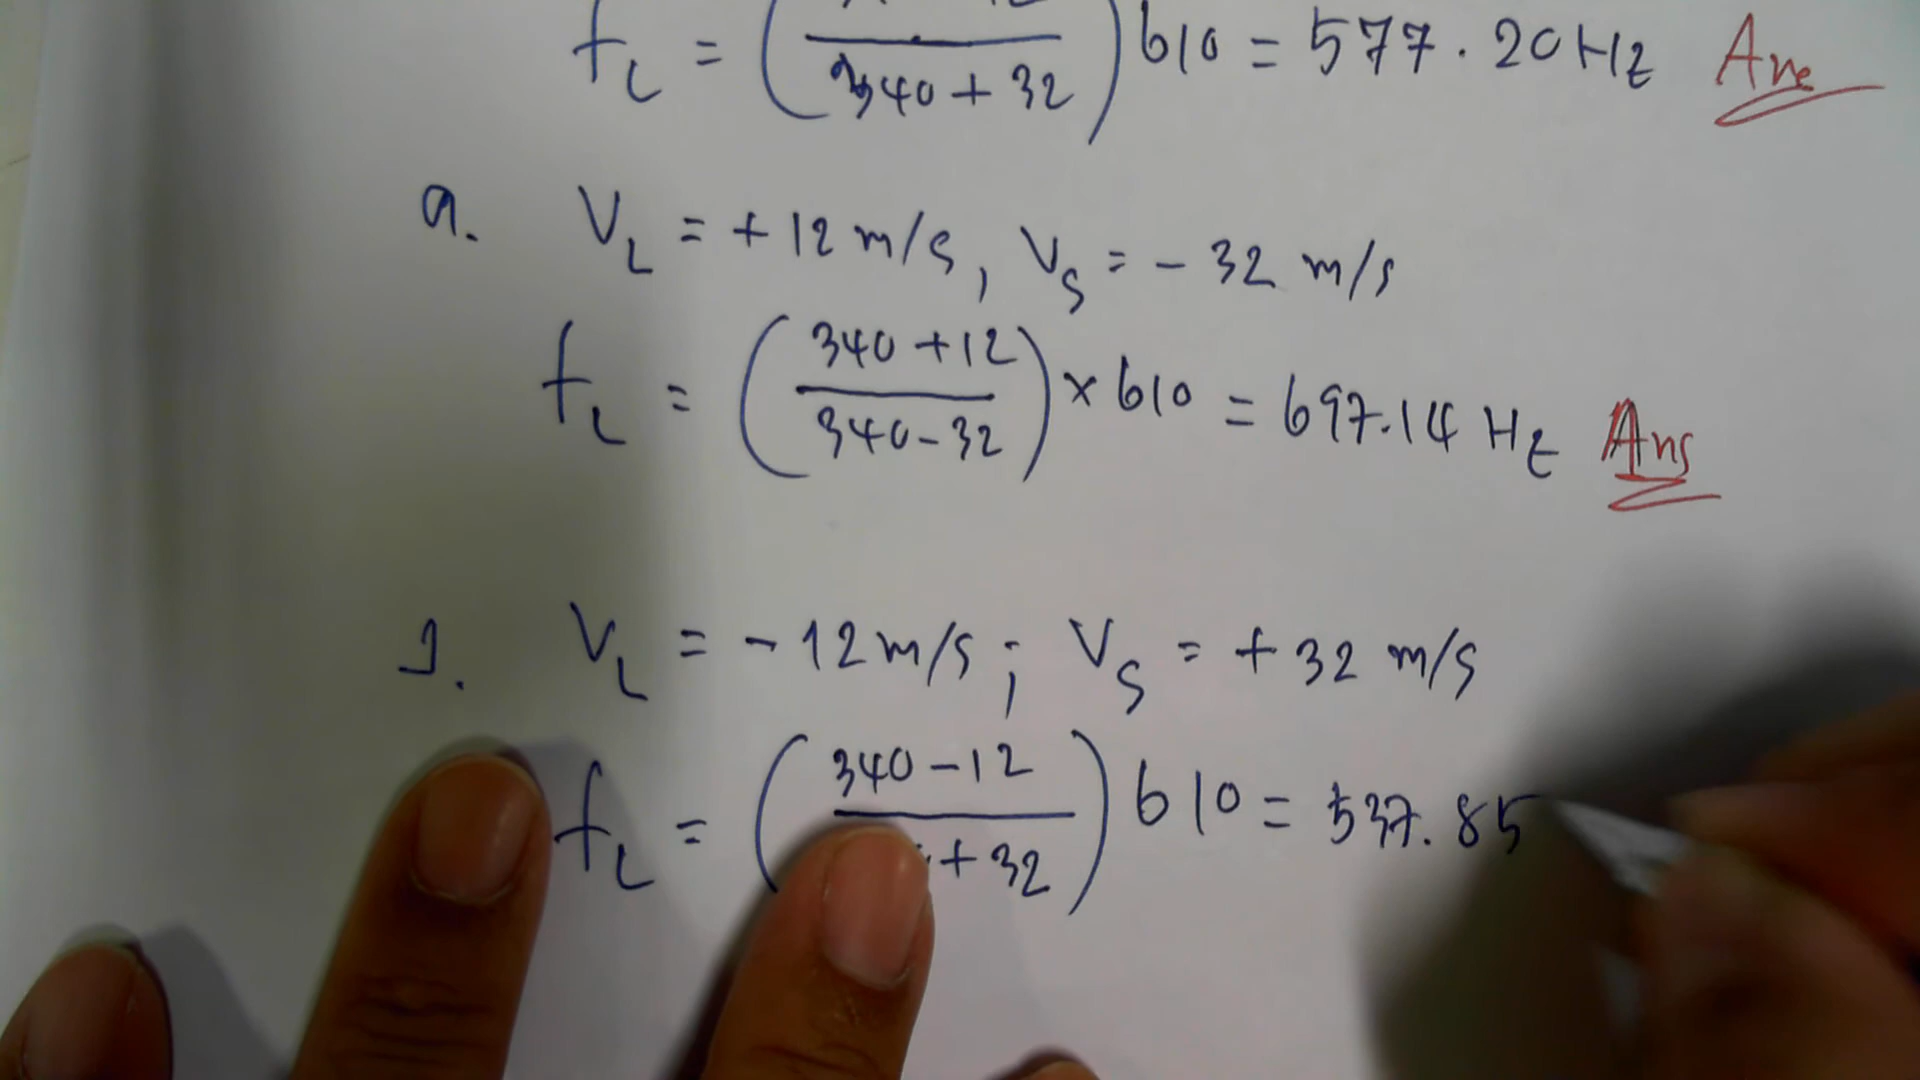 f_L = ( / 340 + 32 ) 610 = 577.20 Hz Ans
a. V_L = + 12 m/s, V_S = - 32 m/s
f_L = ( 340 + 12 / 340 - 32 ) × 610 = 697.14 Hz Ans
V_L = - 12 m/s ; V_S = + 32 m/s
f_L = ( 340 - 12 / + 32 ) 610 = 537.85